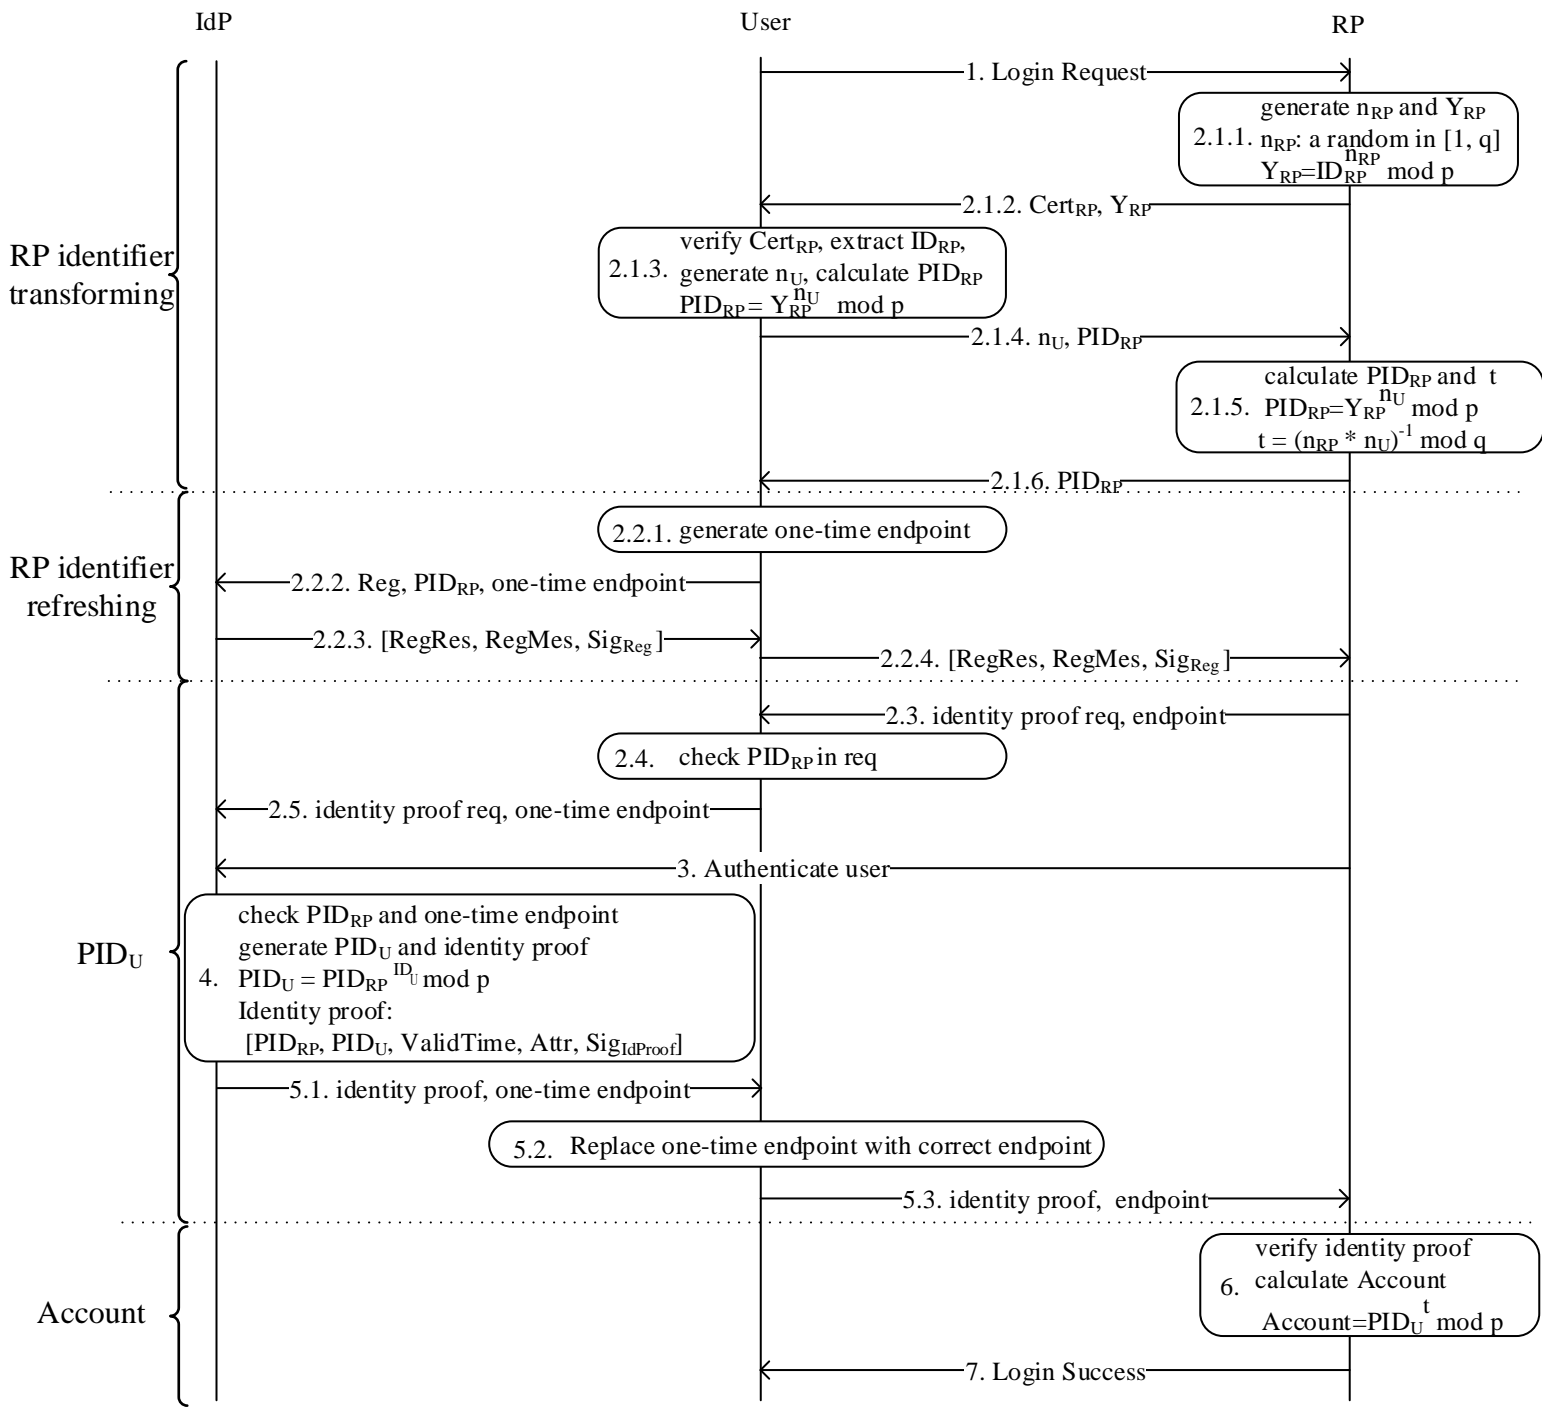 IdP User RP
1. Login Request
generate nRP and YRP
2.1.1. nRP: a random in [1, q]
YRP=IDRP^nRP mod p
2.1.2. CertRP, YRP
RP identifier
transforming
verify CertRP, extract IDRP,
2.1.3. generate nU, calculate PIDRP
PIDRP = YRP^nU mod p
2.1.4. nU, PIDRP
calculate PIDRP and t
2.1.5. PIDRP=YRP^nU mod p
t = (nRP * nU)^-1 mod q
2.1.6. PIDRP
RP identifier
refreshing
2.2.1. generate one-time endpoint
2.2.2. Reg, PIDRP, one-time endpoint
2.2.3. [RegRes, RegMes, SigReg]
2.2.4. [RegRes, RegMes, SigReg]
2.3. identity proof req, endpoint
2.4. check PIDRP in req
2.5. identity proof req, one-time endpoint
3. Authenticate user
PIDU
check PIDRP and one-time endpoint
generate PIDU and identity proof
4. PIDU = PIDRP^IDU mod p
Identity proof:
[PIDRP, PIDU, ValidTime, Attr, SigIdProof]
5.1. identity proof, one-time endpoint
5.2. Replace one-time endpoint with correct endpoint
5.3. identity proof, endpoint
Account
verify identity proof
6. calculate Account
Account=PIDU^t mod p
7. Login Success